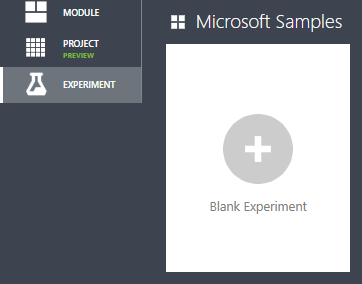 MODULE
PROJECT
PREVIEW
EXPERIMENT
Microsoft Samples
Blank Experiment